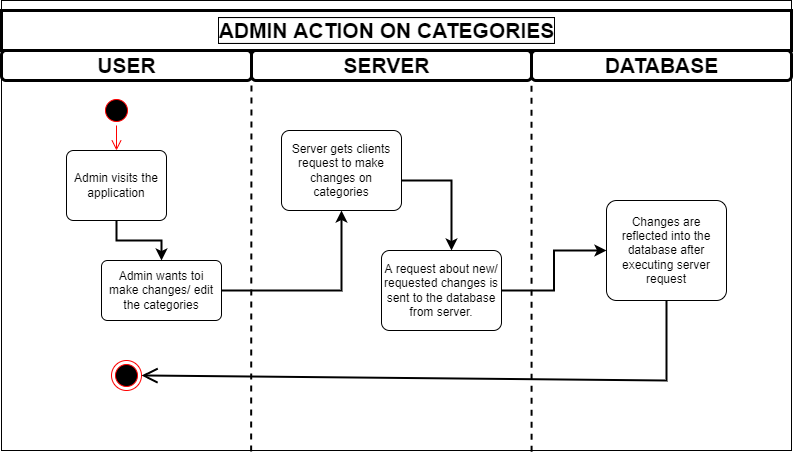 ADMIN ACTION ON CATEGORIES
USER
SERVER
DATABASE
Admin visits the
application
Admin wants toi
make changes/ edit
the categories
Server gets clients
request to make
changes on
categories
A request about new/
requested changes is
sent to the database
from server.
Changes are
reflected into the
database after
executing server
request